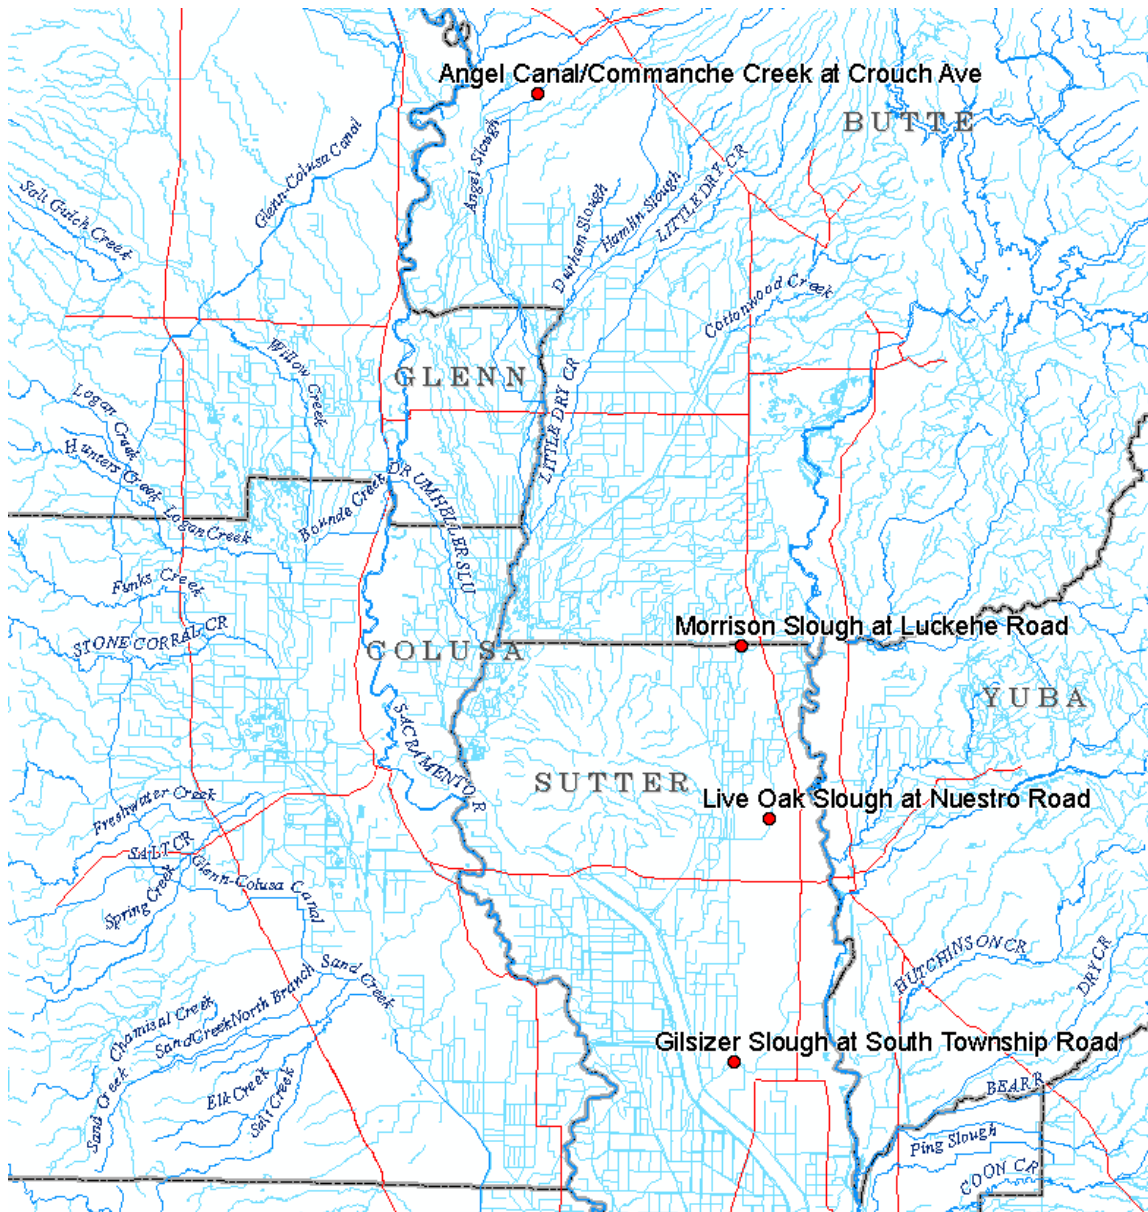 Angel Canal/Commanche Creek at Crouch Ave
BUTTE
Glenn-Colusa Canal
Angel Slough
LITTLE DRY CR
Salt Gulch Creek
Durham Slough
Hamlin Slough
Cottonwood Creek
Willow Creek
GLENN
LITTLE DRY CR
Logan Creek
Hunters Creek
Logan Creek
Bounde Creek
DRUMHELLER SLU
Funks Creek
STONE CORRAL CR
COLUSA
Morrison Slough at Luckehe Road
YUBA
SACRAMENTO R
SUTTER
Live Oak Slough at Nuestro Road
Freshwater Creek
SALT CR
Glenn-Colusa Canal
Spring Creek
HUTCHINSON CR
DRY CR
Sand Creek
Sand Creek North Branch
Chamisal Creek
Gilsizer Slough at South Township Road
Elk Creek
Salt Creek
Sand Creek
BEAR R
Ping Slough
COON CR